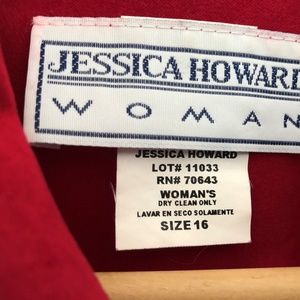 JESSICA HOWARD
WOMAN
JESSICA HOWARD
LOT# 11033
RN# 70643
WOMAN'S
DRY CLEAN ONLY
LAVAR EN SECO SOLAMENTE
SIZE 16